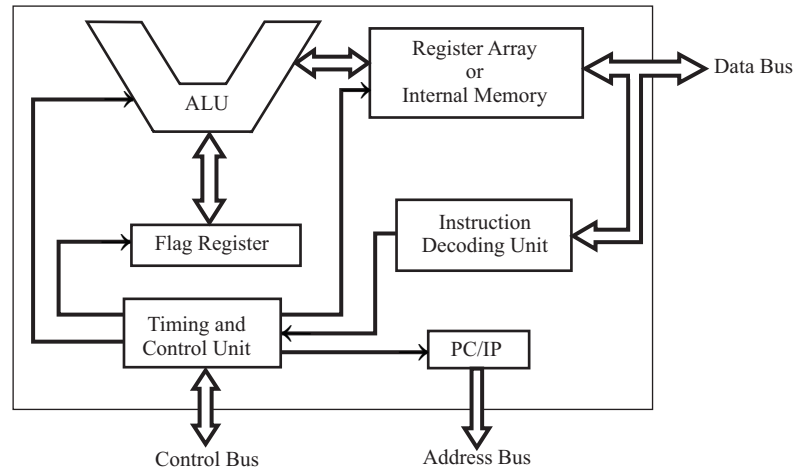 Register Array
or
Internal Memory
Data Bus
ALU
Instruction
Decoding Unit
Flag Register
Timing and
Control Unit
PC/IP
Control Bus
Address Bus